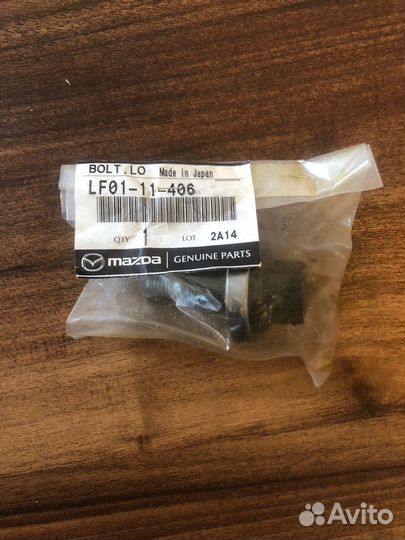 BOLT.LO Made in Japan
LF01-11-406
QTY 1 LOT 2A14
mazda GENUINE PARTS
Avito